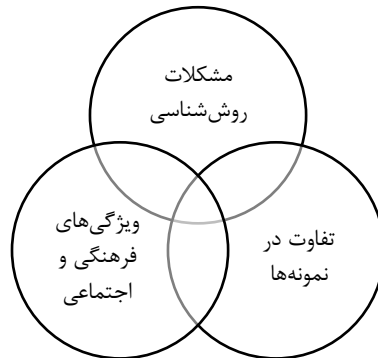 مشکلات
روش‌شناسی
تفاوت در
نمونه‌ها
ویژگی‌های
فرهنگی و
اجتماعی